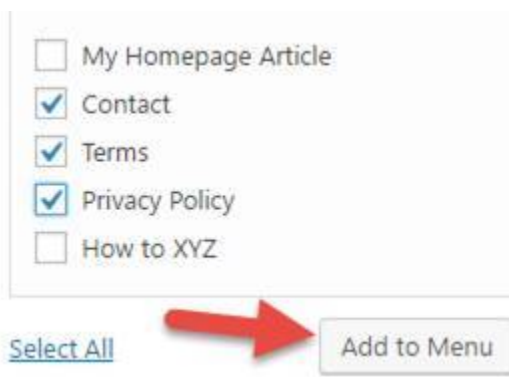 My Homepage Article
Contact
Terms
Privacy Policy
How to XYZ
Select All
Add to Menu